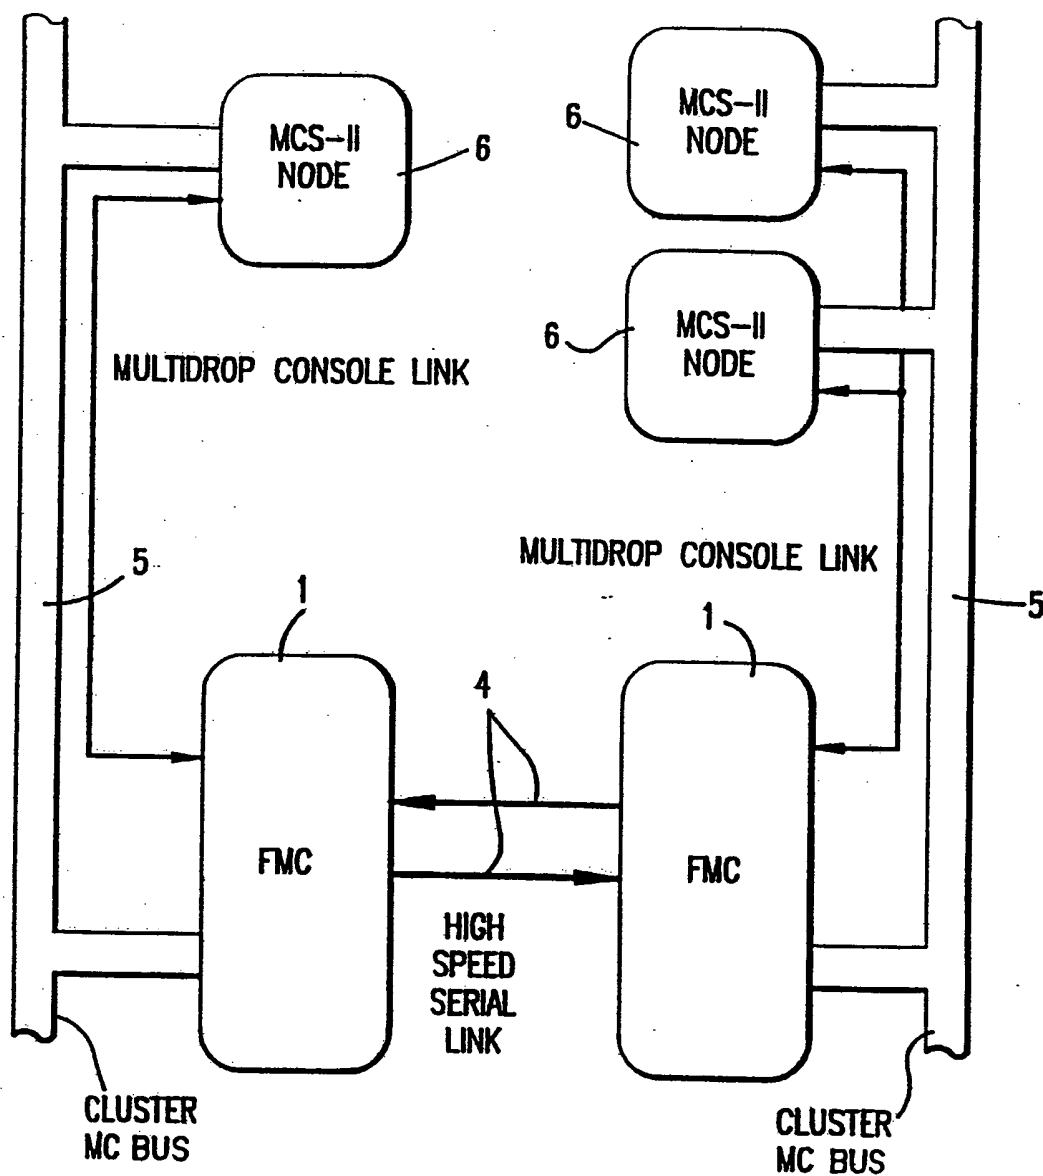 MCS-II
NODE
6
6
MCS-II
NODE
6
MCS-II
NODE
MULTIDROP CONSOLE LINK
MULTIDROP CONSOLE LINK
5
5
1
1
4
FMC
FMC
HIGH
SPEED
SERIAL
LINK
CLUSTER
MC BUS
CLUSTER
MC BUS